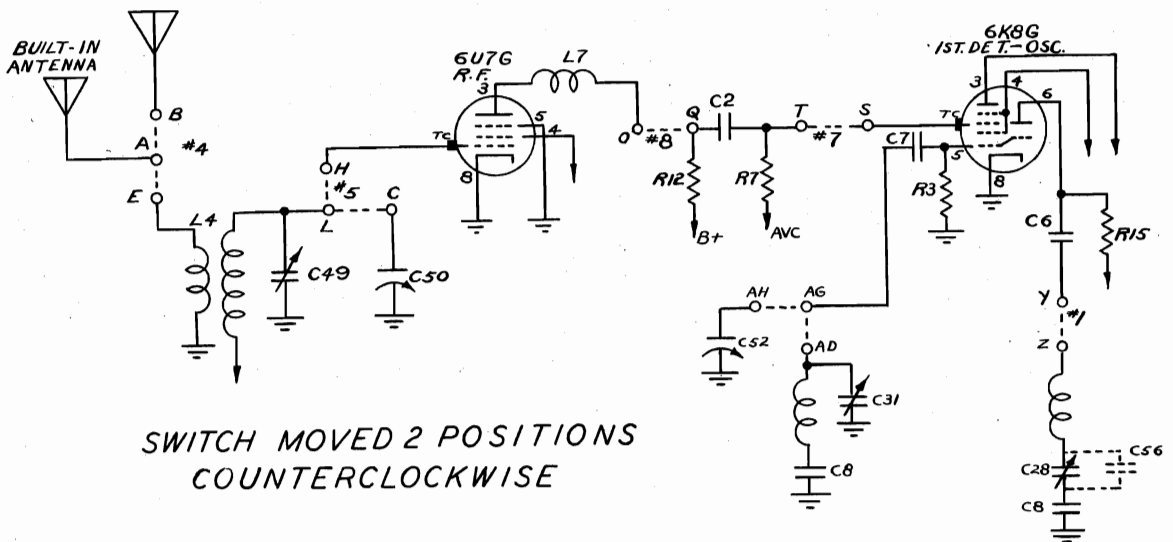 BUILT-IN
ANTENNA
B
A
#4
E
L4
H
#5
L
C
C49
C50
6U7G
R.F.
3
TC
5
4
8
L7
O
#8
Q
C2
T
#7
S
R12
B+
R7
AVC
6K8G
1ST. DET.-OSC.
3
4
6
TC
5
8
C7
R3
C6
R15
Y
#1
Z
AH
AG
C52
AD
C31
C8
C28
C56
C8
SWITCH MOVED 2 POSITIONS
COUNTERCLOCKWISE